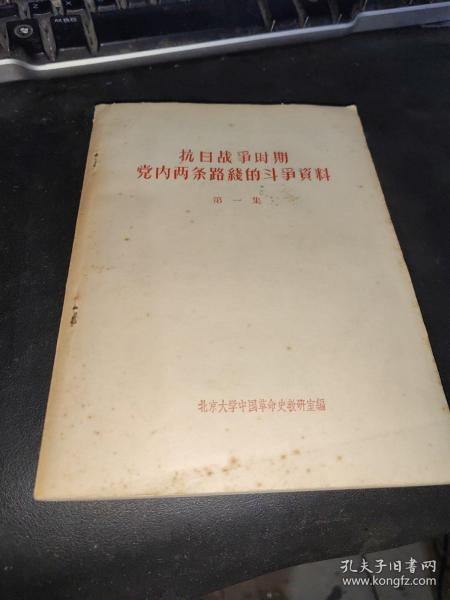 抗日战争时期
党内两条路綫的斗爭資料
第一集
北京大学中国革命史教研室編
孔夫子旧书网
www.kongfz.com